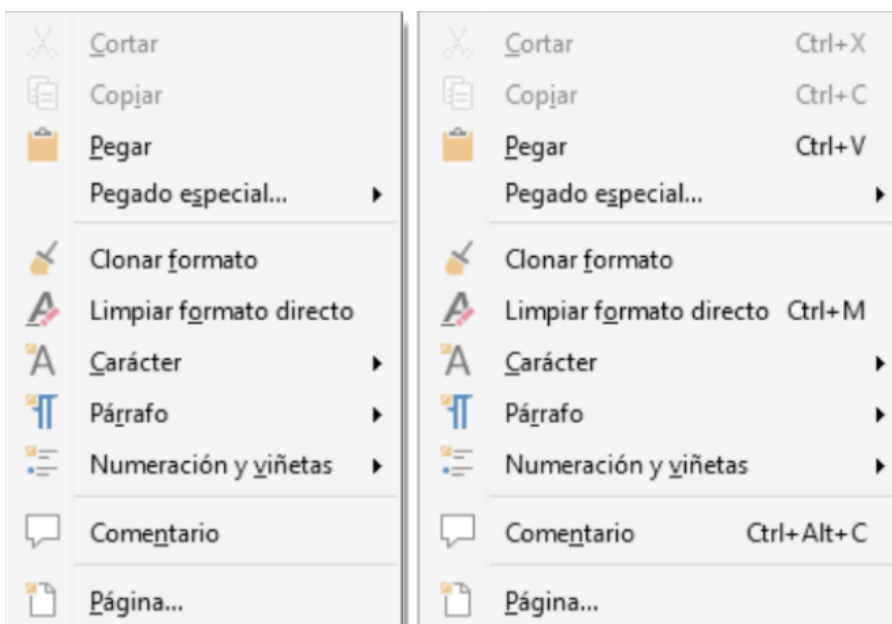 Cortar
Copiar
Pegar
Pegado especial...
Clonar formato
Limpiar formato directo
Carácter
Párrafo
Numeración y viñetas
Comentario
Página...
Cortar Ctrl+X
Copiar Ctrl+C
Pegar Ctrl+V
Pegado especial...
Clonar formato
Limpiar formato directo Ctrl+M
Carácter
Párrafo
Numeración y viñetas
Comentario Ctrl+Alt+C
Página...